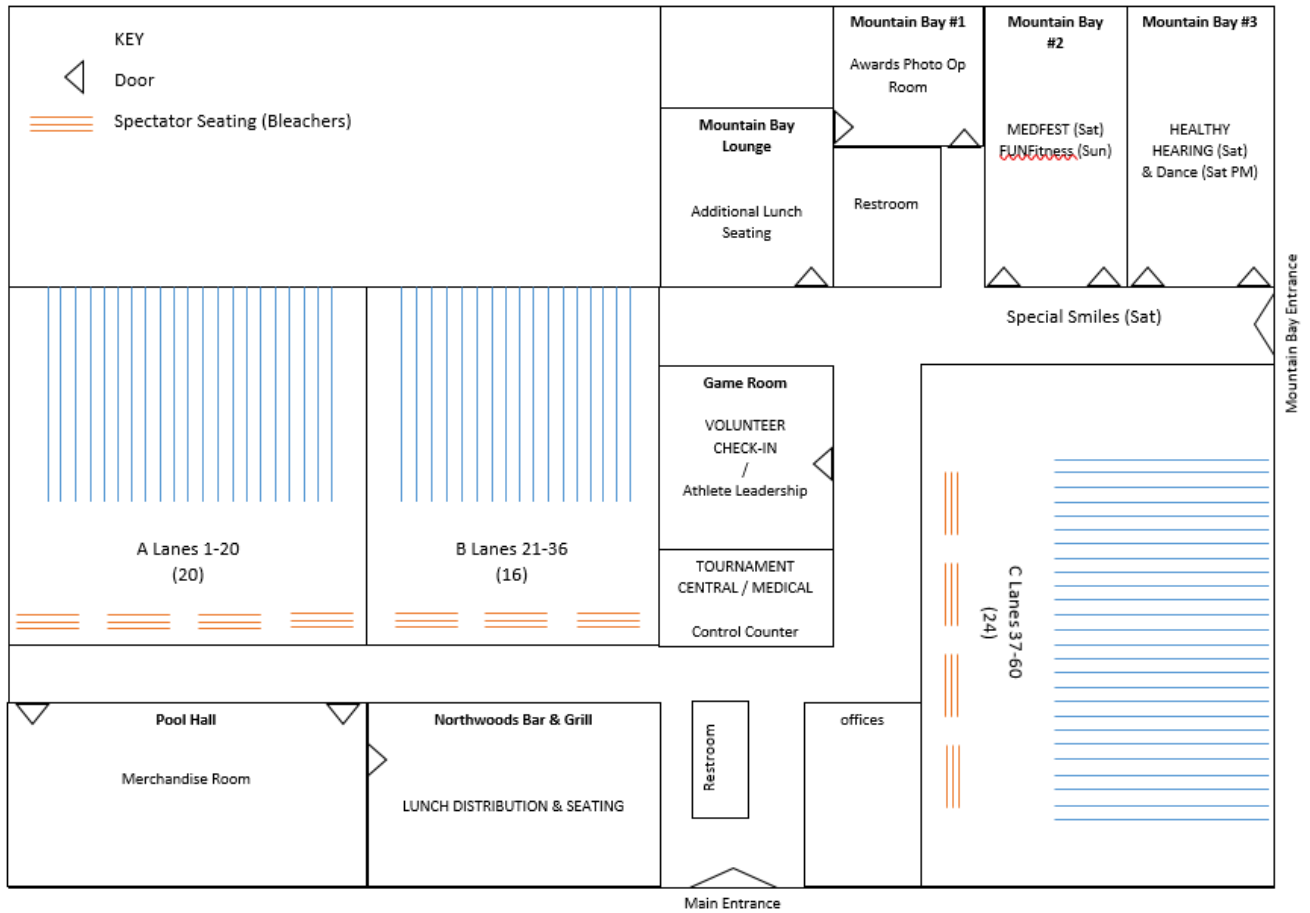 KEY
Door
Spectator Seating (Bleachers)
Mountain Bay #1
Awards Photo Op
Room
Mountain Bay
#2
MEDFEST (Sat)
FUNFitness (Sun)
Mountain Bay #3
HEALTHY
HEARING (Sat)
& Dance (Sat PM)
Mountain Bay
Lounge
Additional Lunch
Seating
Restroom
Special Smiles (Sat)
Mountain Bay Entrance
Game Room
VOLUNTEER
CHECK-IN
/
Athlete Leadership
A Lanes 1-20
(20)
B Lanes 21-36
(16)
TOURNAMENT
CENTRAL / MEDICAL
Control Counter
C Lanes 37-60
(24)
Pool Hall
Merchandise Room
Northwoods Bar & Grill
LUNCH DISTRIBUTION & SEATING
Restroom
offices
Main Entrance